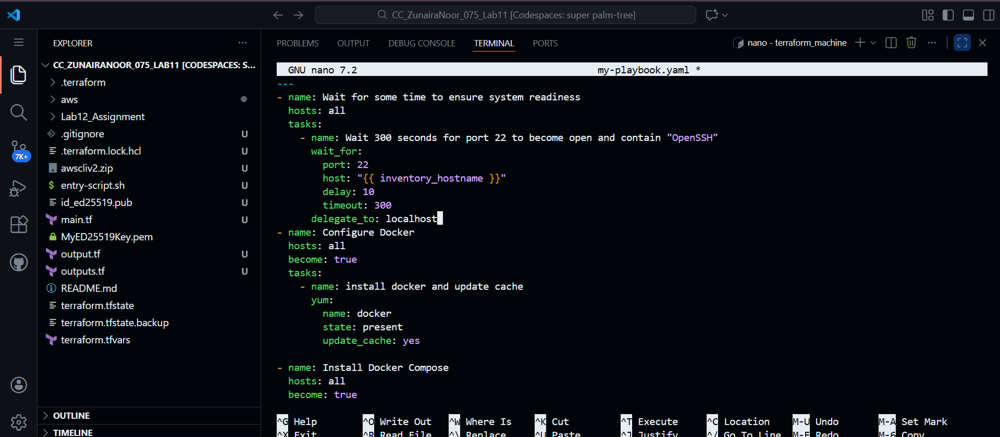 CC_ZunairaNoor_075_Lab11 [Codespaces: super palm-tree]
EXPLORER
CC_ZUNAIRANOOR_075_LAB11 [CODESPACES: S...
.terraform
aws
Lab12_Assignment
.gitignore U
.terraform.lock.hcl U
awscliv2.zip U
entry-script.sh U
id_ed25519.pub U
main.tf U
MyED25519Key.pem
output.tf U
outputs.tf U
README.md
terraform.tfstate
terraform.tfstate.backup
terraform.tfvars
OUTLINE
TIMELINE
7K+
PROBLEMS OUTPUT DEBUG CONSOLE TERMINAL PORTS
nano - terraform_machine
GNU nano 7.2 my-playbook.yaml *
---
- name: Wait for some time to ensure system readiness
  hosts: all
  tasks:
    - name: Wait 300 seconds for port 22 to become open and contain "OpenSSH"
      wait_for:
        port: 22
        host: "{{ inventory_hostname }}"
        delay: 10
        timeout: 300
      delegate_to: localhost
- name: Configure Docker
  hosts: all
  become: true
  tasks:
    - name: install docker and update cache
      yum:
        name: docker
        state: present
        update_cache: yes
- name: Install Docker Compose
  hosts: all
  become: true
^G Help ^O Write Out ^W Where Is ^K Cut ^T Execute ^C Location M-U Undo M-A Set Mark
^X Exit ^R Read File ^\ Replace ^U Paste ^J Justify ^/ Go To Line M-E Redo M-6 Copy